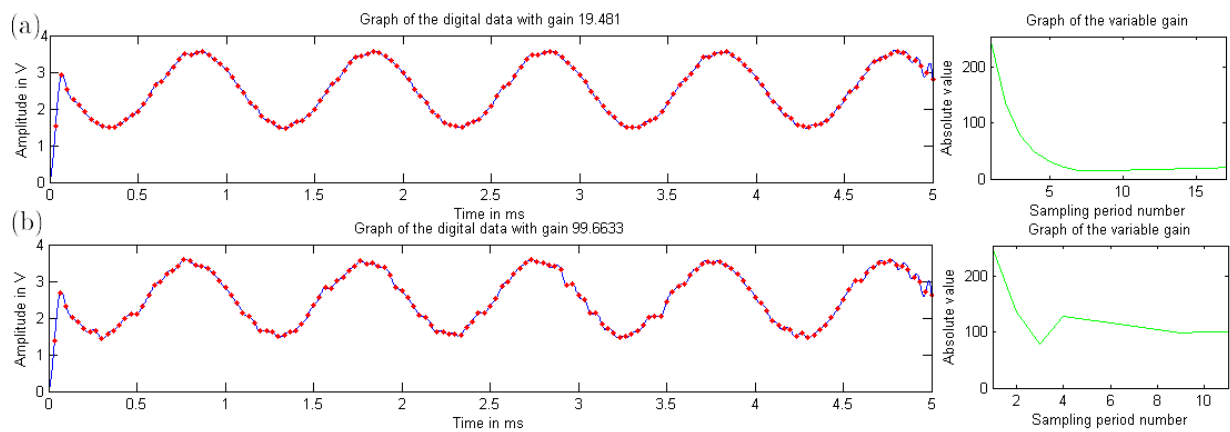 (a)
Graph of the digital data with gain 19.481
Amplitude in V
4
3
2
1
0
0 0.5 1 1.5 2 2.5 3 3.5 4 4.5 5
Time in ms
Graph of the variable gain
Absolute value
200
100
0
5 10 15
Sampling period number
(b)
Graph of the digital data with gain 99.6633
Amplitude in V
4
3
2
1
0
0 0.5 1 1.5 2 2.5 3 3.5 4 4.5 5
Time in ms
Graph of the variable gain
Absolute value
200
100
0
2 4 6 8 10
Sampling period number